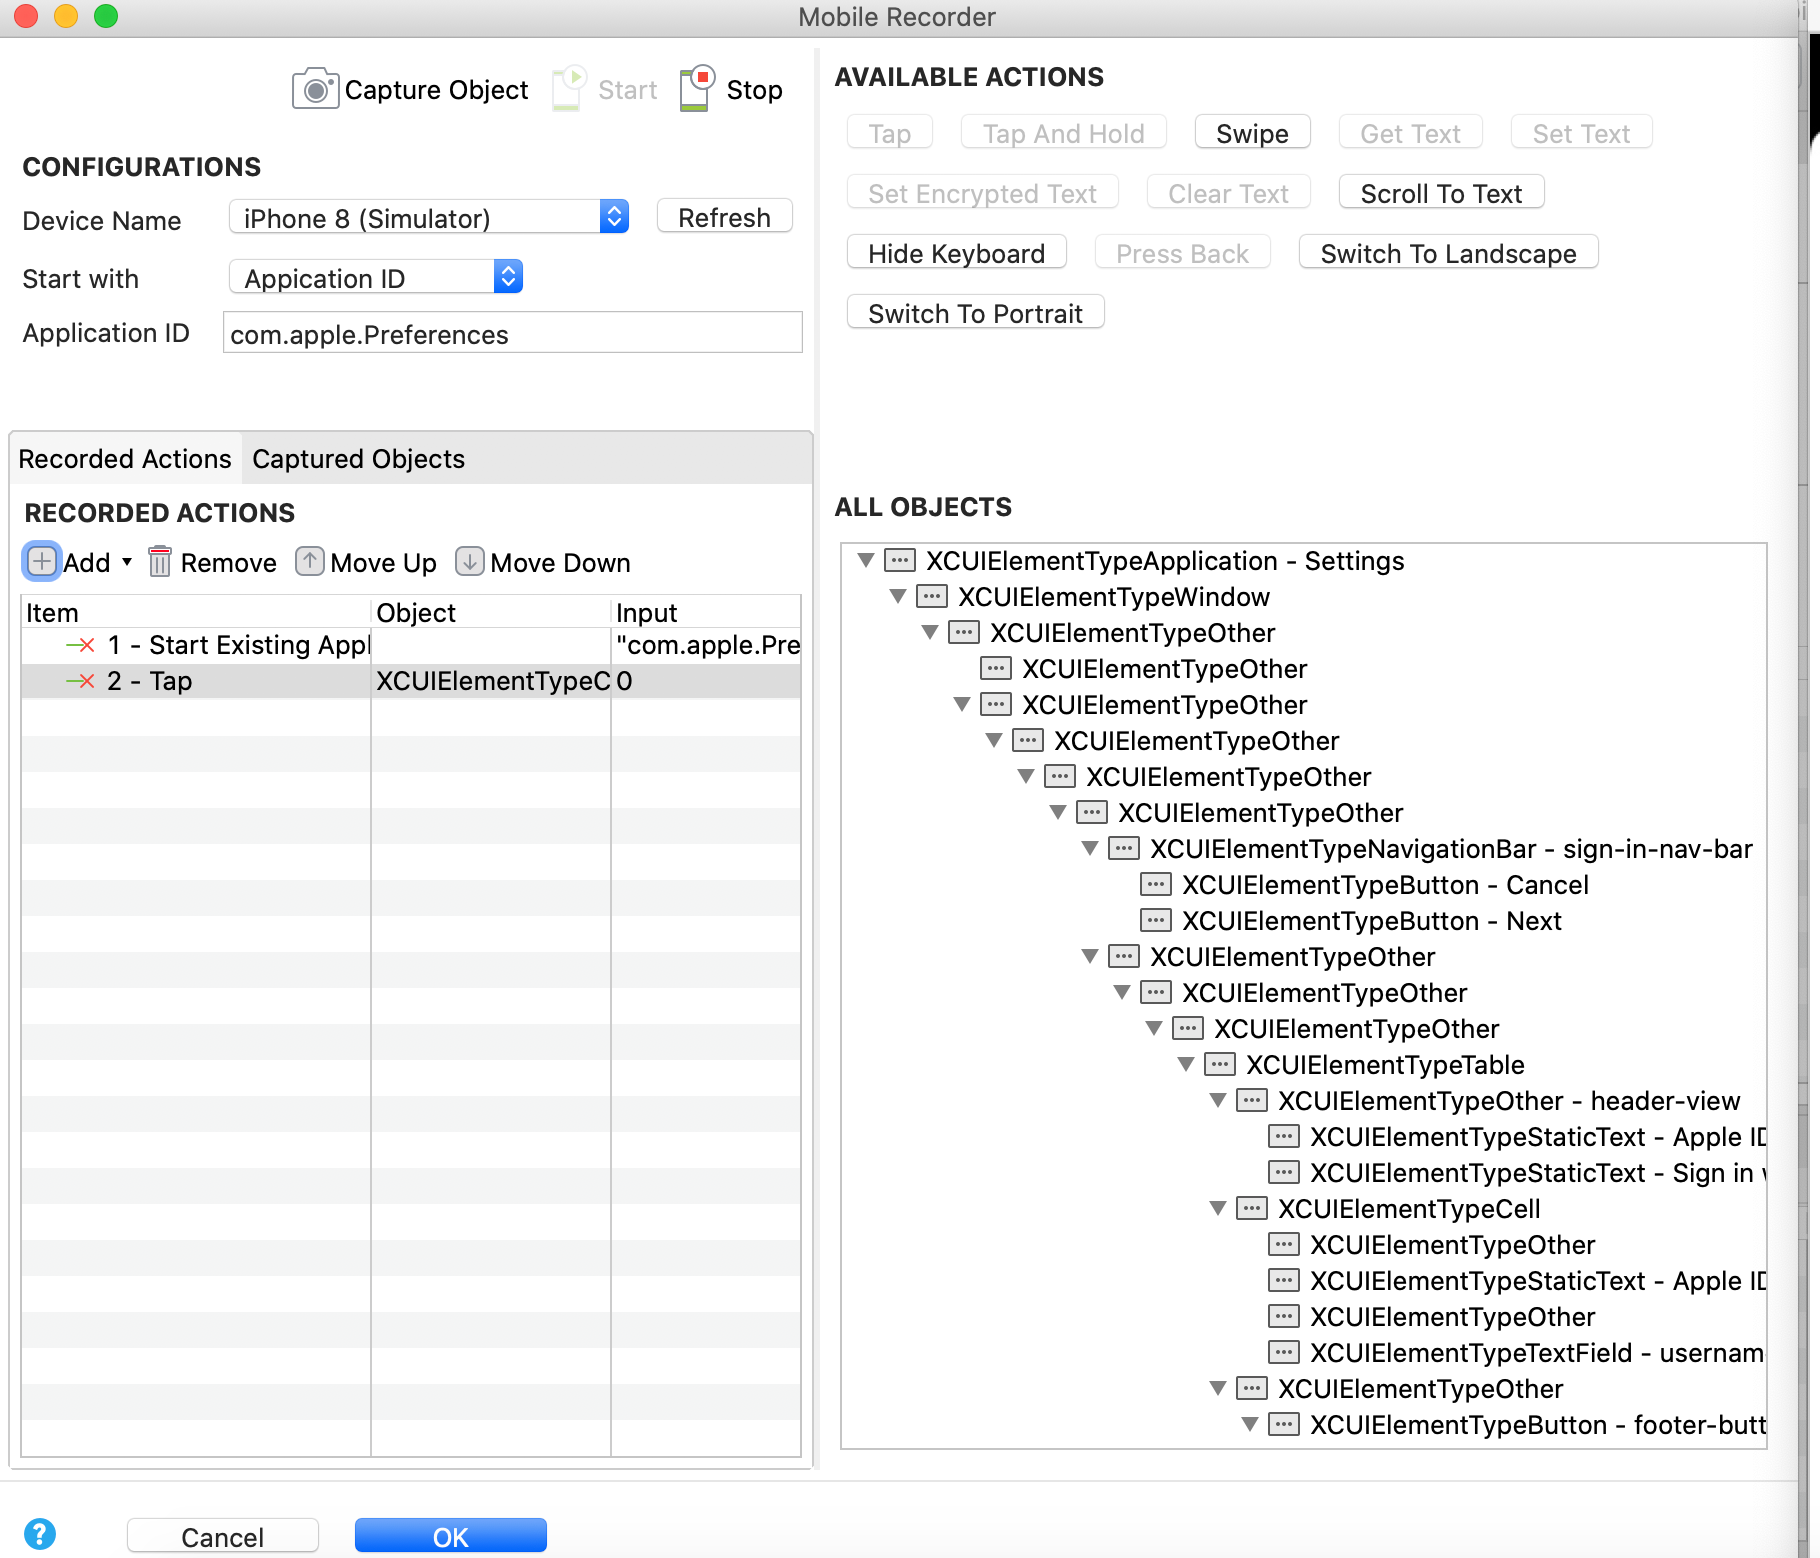 Mobile Recorder
Capture Object Start Stop
CONFIGURATIONS
Device Name iPhone 8 (Simulator) Refresh
Start with Appication ID
Application ID com.apple.Preferences
Recorded Actions Captured Objects
RECORDED ACTIONS
Add Remove Move Up Move Down
Item Object Input
1 - Start Existing Appl "com.apple.Pre
2 - Tap XCUIElementTypeC 0
? Cancel OK
AVAILABLE ACTIONS
Tap Tap And Hold Swipe Get Text Set Text
Set Encrypted Text Clear Text Scroll To Text
Hide Keyboard Press Back Switch To Landscape
Switch To Portrait
ALL OBJECTS
XCUIElementTypeApplication - Settings
XCUIElementTypeWindow
XCUIElementTypeOther
XCUIElementTypeOther
XCUIElementTypeOther
XCUIElementTypeOther
XCUIElementTypeOther
XCUIElementTypeOther
XCUIElementTypeNavigationBar - sign-in-nav-bar
XCUIElementTypeButton - Cancel
XCUIElementTypeButton - Next
XCUIElementTypeOther
XCUIElementTypeOther
XCUIElementTypeOther
XCUIElementTypeTable
XCUIElementTypeOther - header-view
XCUIElementTypeStaticText - Apple ID
XCUIElementTypeStaticText - Sign in
XCUIElementTypeCell
XCUIElementTypeOther
XCUIElementTypeStaticText - Apple ID
XCUIElementTypeOther
XCUIElementTypeTextField - usernam
XCUIElementTypeOther
XCUIElementTypeButton - footer-butt